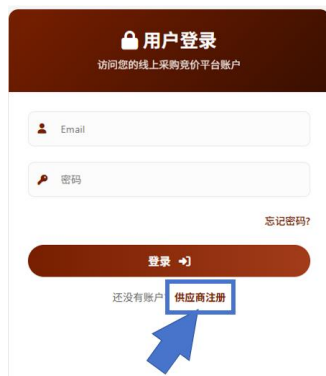 用户登录
访问您的线上采购竞价平台账户
Email
密码
忘记密码?
登录
还没有账户 供应商注册